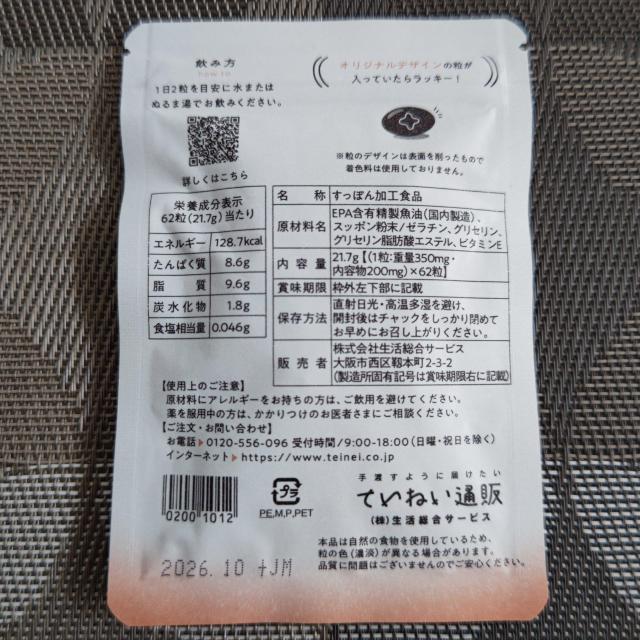 飲み方
how to
1日2粒を目安に水または
ぬるま湯でお飲みください。
詳しくはこちら
オリジナルデザインの粒が
入っていたらラッキー！
※粒のデザインは表面を削ったもので
着色料は使用しておりません。
栄養成分表示
62粒(21.7g)当たり
エネルギー 128.7kcal
たんぱく質 8.6g
脂質 9.6g
炭水化物 1.8g
食塩相当量 0.046g
名称 すっぽん加工食品
原材料名 EPA含有精製魚油(国内製造)、
スッポン粉末/ゼラチン、グリセリン、
グリセリン脂肪酸エステル、ビタミンE
内容量 21.7g【(1粒:重量350mg・
内容物200mg)×62粒】
賞味期限 枠外左下部に記載
保存方法 直射日光・高温多湿を避け、
開封後はチャックをしっかり閉めて
お早めにお召し上がりください。
販売者 株式会社生活総合サービス
大阪市西区靱本町2-3-2
(製造所固有記号は賞味期限右に記載)
【使用上のご注意】
原材料にアレルギーをお持ちの方は、ご飲用を避けてください。
薬を服用中の方は、かかりつけのお医者さまにご相談ください。
【ご注文・お問い合わせ】
お電話▶0120-556-096 受付時間/9:00-18:00(日曜・祝日を除く)
インターネット▶https://www.teinei.co.jp/
02001012
プラ
PE,M,P,PET
手渡すように届けたい
ていねい通販
(株)生活総合サービス
本品は自然の食物を使用しているため、
粒の色(濃淡)が異なる場合があります。
品質に問題はございませんのでご安心ください。
2026.10 +JM